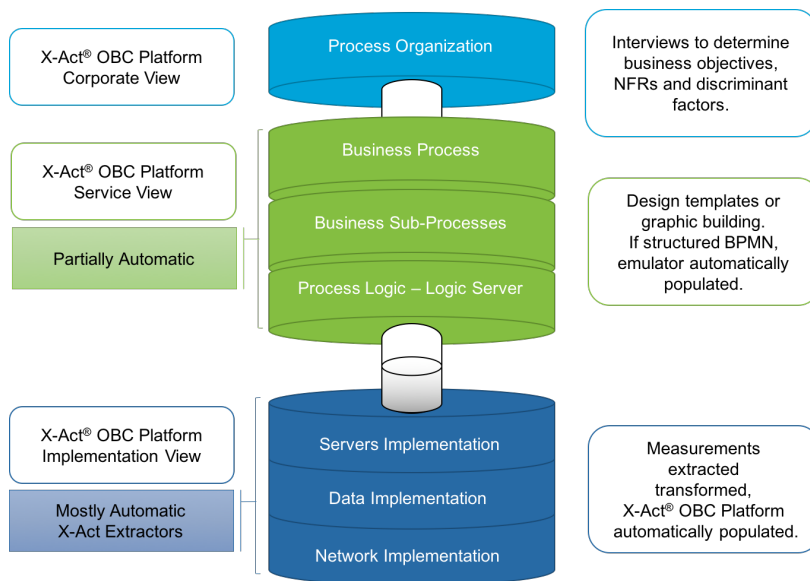 X-Act® OBC Platform
Corporate View
Process Organization
Interviews to determine
business objectives,
NFRs and discriminant
factors.
X-Act® OBC Platform
Service View
Partially Automatic
Business Process
Business Sub-Processes
Process Logic – Logic Server
Design templates or
graphic building.
If structured BPMN,
emulator automatically
populated.
X-Act® OBC Platform
Implementation View
Mostly Automatic
X-Act Extractors
Servers Implementation
Data Implementation
Network Implementation
Measurements
extracted
transformed,
X-Act® OBC Platform
automatically populated.